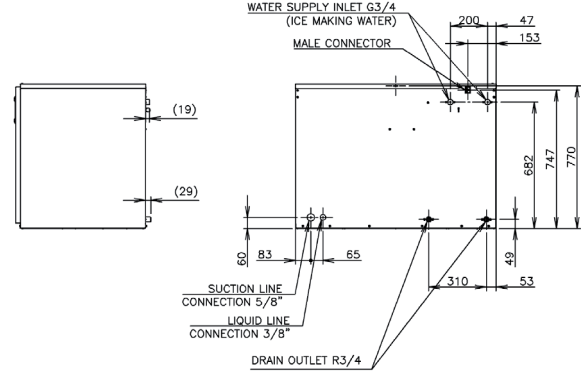 WATER SUPPLY INLET G3/4
(ICE MAKING WATER)
200
47
MALE CONNECTOR
153
(19)
682
747
770
(29)
60
83
65
49
310
53
SUCTION LINE
CONNECTION 5/8"
LIQUID LINE
CONNECTION 3/8"
DRAIN OUTLET R3/4